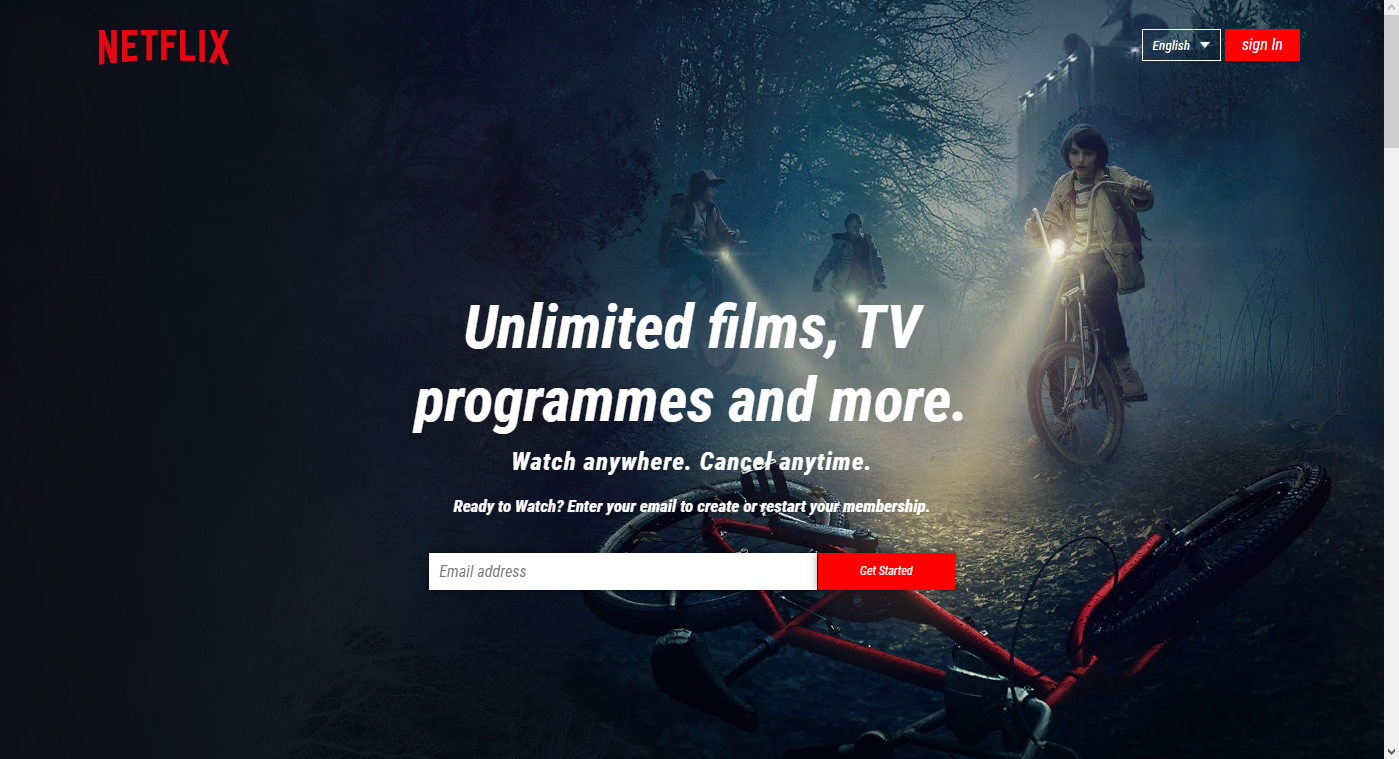 NETFLIX
English
sign In
Unlimited films, TV
programmes and more.
Watch anywhere. Cancel anytime.
Ready to Watch? Enter your email to create or restart your membership.
Email address
Get Started